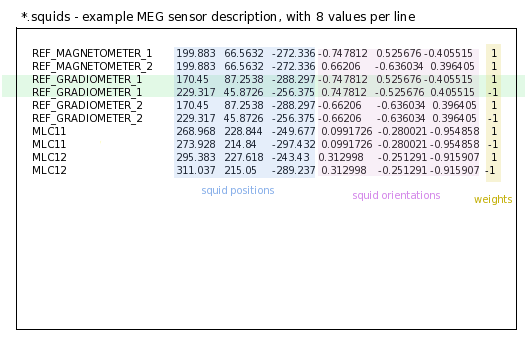 *.squids - example MEG sensor description, with 8 values per line
REF_MAGNETOMETER_1 199.883 66.5632 -272.336 -0.747812 0.525676 -0.405515 1
REF_MAGNETOMETER_2 199.883 66.5632 -272.336 0.66206 -0.636034 0.396405 1
REF_GRADIOMETER_1 170.45 87.2538 -288.297 -0.747812 0.525676 0.405515 1
REF_GRADIOMETER_1 229.317 45.8726 -256.375 0.747812 -0.525676 0.405515 -1
REF_GRADIOMETER_2 170.45 87.2538 -288.297 -0.66206 -0.636034 0.396405 1
REF_GRADIOMETER_2 229.317 45.8726 -256.375 -0.66206 -0.636034 0.396405 -1
MLC11 268.968 228.844 -249.677 0.0991726 -0.280021 -0.954858 1
MLC11 273.928 214.84 -297.432 0.0991726 -0.280021 -0.954858 -1
MLC12 295.383 227.618 -243.43 0.312998 -0.251291 -0.915907 1
MLC12 311.037 215.05 -289.237 0.312998 -0.251291 -0.915907 -1
squid positions squid orientations weights